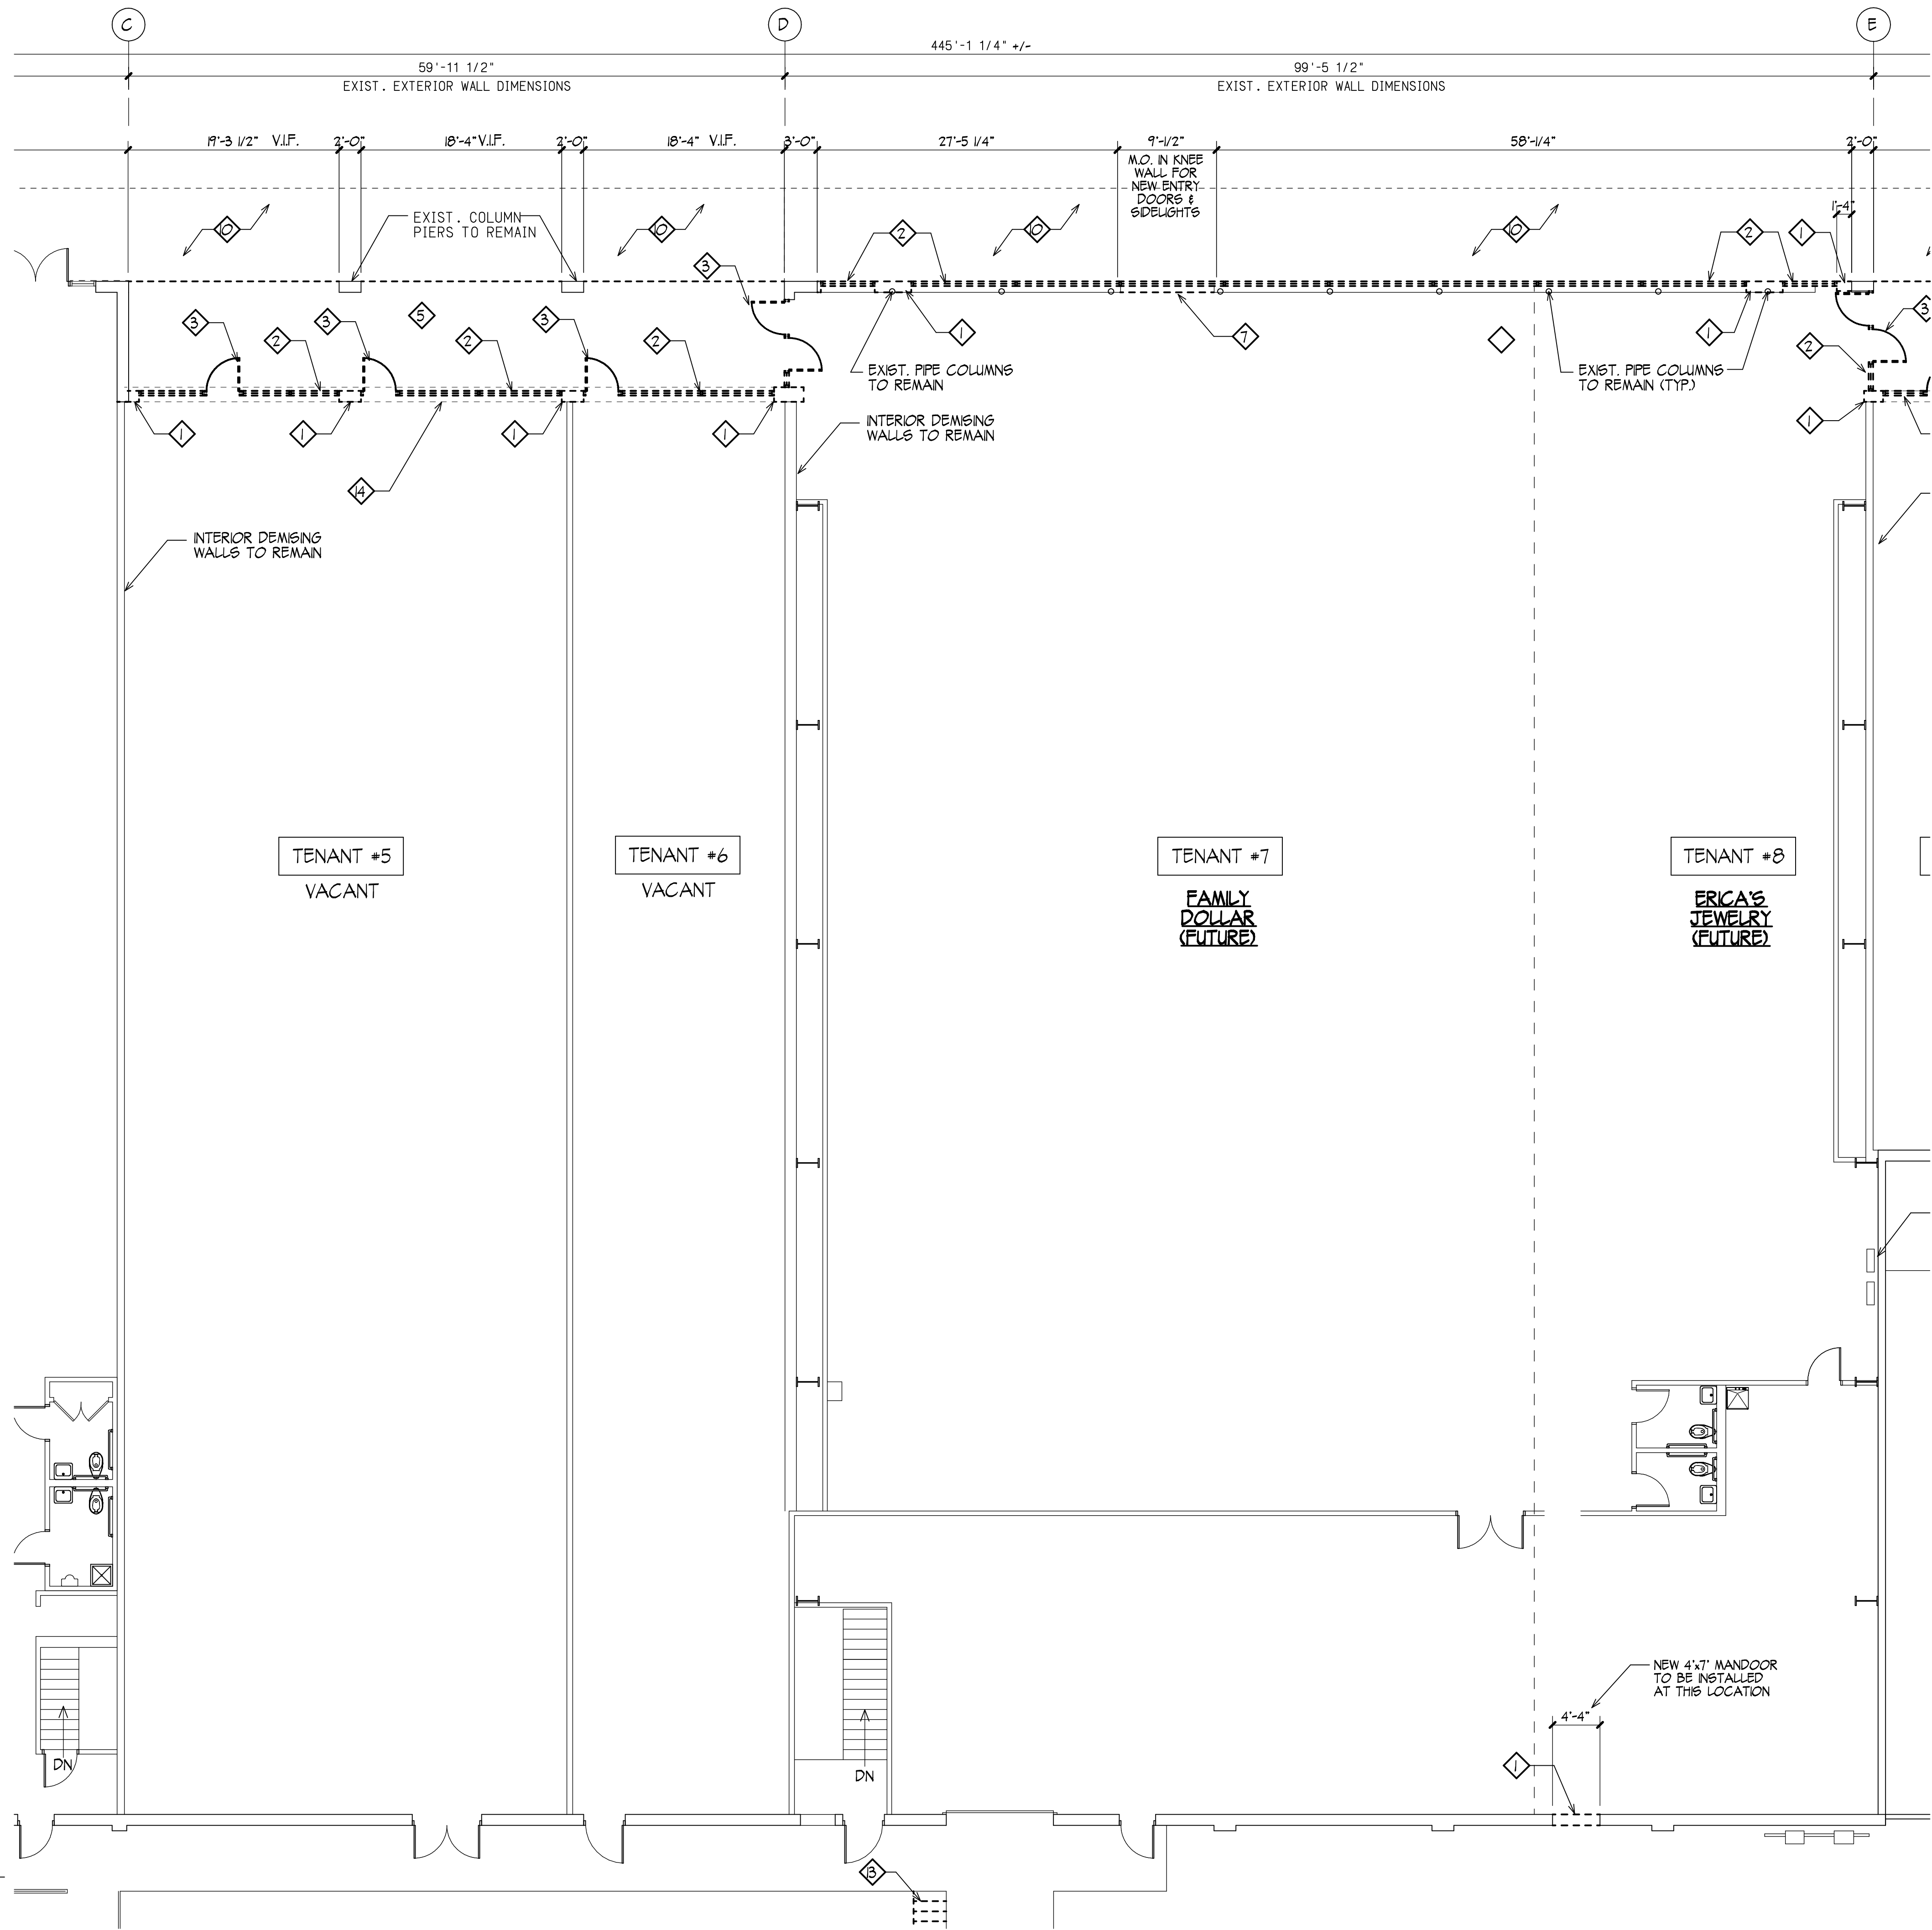 C
D
E
445'-1 1/4" +/-
59'-11 1/2"
99'-5 1/2"
EXIST. EXTERIOR WALL DIMENSIONS
EXIST. EXTERIOR WALL DIMENSIONS
19'-3 1/2" V.I.F.
2'-0"
18'-4" V.I.F.
2'-0"
18'-4" V.I.F.
3'-0"
27'-5 1/4"
9'-1/2"
58'-1/4"
2'-0"
M.O. IN KNEE
WALL FOR
NEW ENTRY
DOORS &
SIDELIGHTS
1'-4"
10
EXIST. COLUMN
PIERS TO REMAIN
10
2
10
10
2
1
3
3
2
3
5
2
3
2
1
7
1
2
3
EXIST. PIPE COLUMNS
TO REMAIN
EXIST. PIPE COLUMNS
TO REMAIN (TYP.)
1
1
1
1
1
INTERIOR DEMISING
WALLS TO REMAIN
14
INTERIOR DEMISING
WALLS TO REMAIN
TENANT #5
VACANT
TENANT #6
VACANT
TENANT #7
FAMILY
DOLLAR
(FUTURE)
TENANT #8
ERICA'S
JEWELRY
(FUTURE)
NEW 4'x7' MANDOOR
TO BE INSTALLED
AT THIS LOCATION
4'-4"
1
DN
DN
13